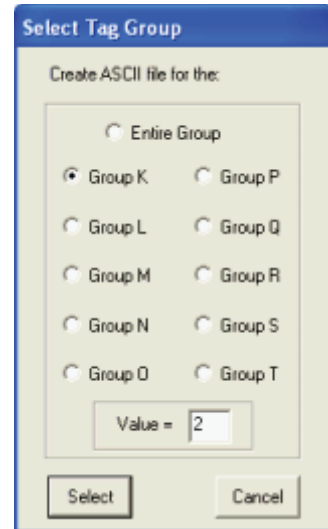 Select Tag Group
Create ASCII file for the:
Entire Group
Group K Group P
Group L Group Q
Group M Group R
Group N Group S
Group O Group T
Value = 2
Select Cancel